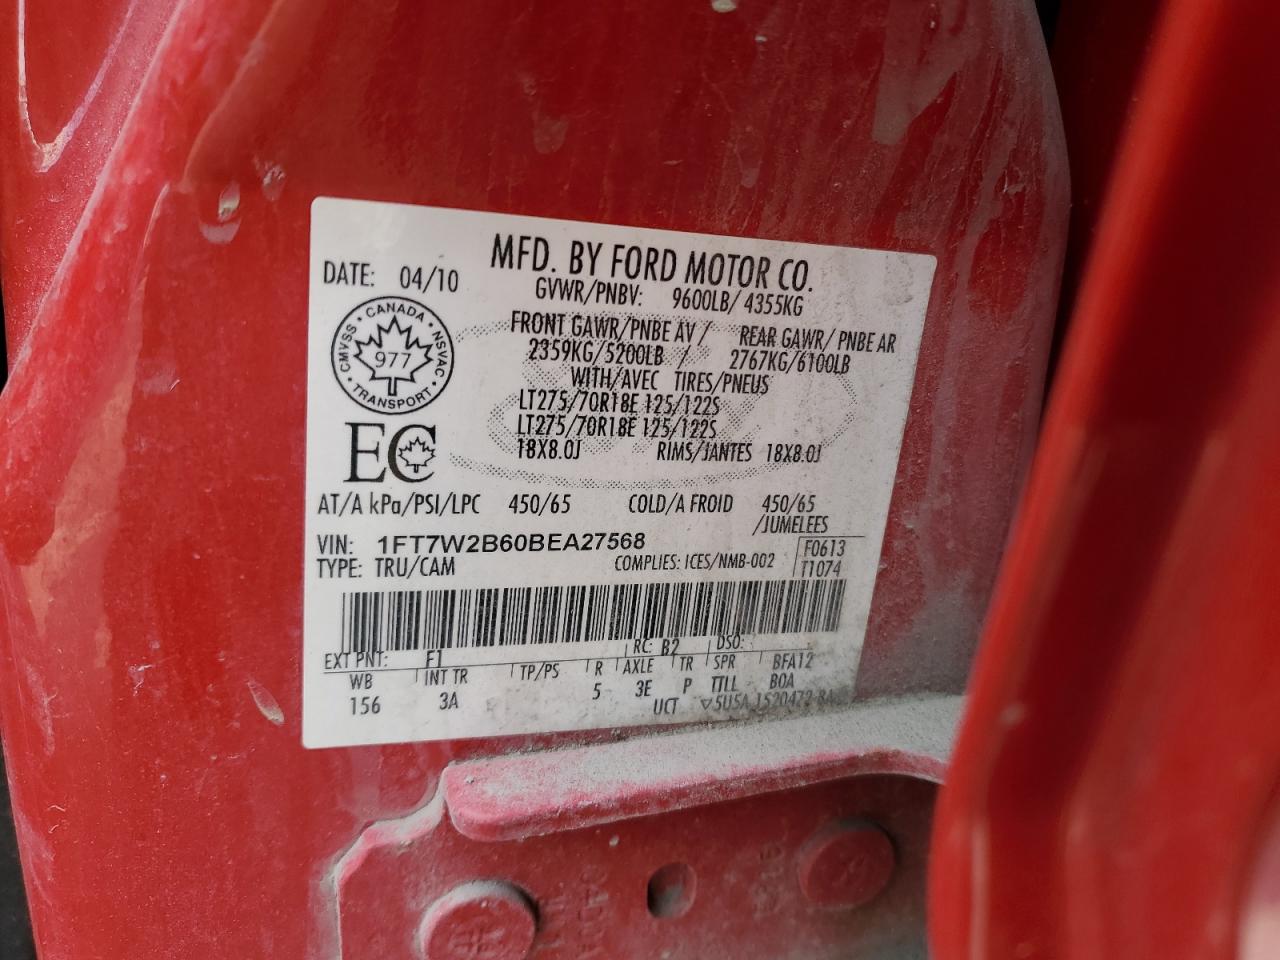 MFD. BY FORD MOTOR CO.
DATE: 04/10
GVWR/PNBV: 9600LB/ 4355KG
FRONT GAWR/PNBE AV / REAR GAWR/ PNBE AR
2359KG/5200LB / 2767KG/6100LB
WITH/AVEC TIRES/PNEUS
LT275/70R18E 125/122S
LT275/70R18E 125/122S
18X8.0J RIMS/JANTES 18X8.0J
CANADA • NSVAC • TRANSPORT • CMVSS •
977
EC
AT/A kPa/PSI/LPC 450/65 COLD/A FROID 450/65
/JUMELEES
VIN: 1FT7W2B60BEA27568
F0613
TYPE: TRU/CAM COMPLIES: ICES/NMB-002
T1074
RC: B2 DSO:
EXT PNT: F1
WB INT TR TP/PS R AXLE TR SPR BFA12
156 3A 5 3E P TTLL BOA
UCT ▽5U5A 1520472